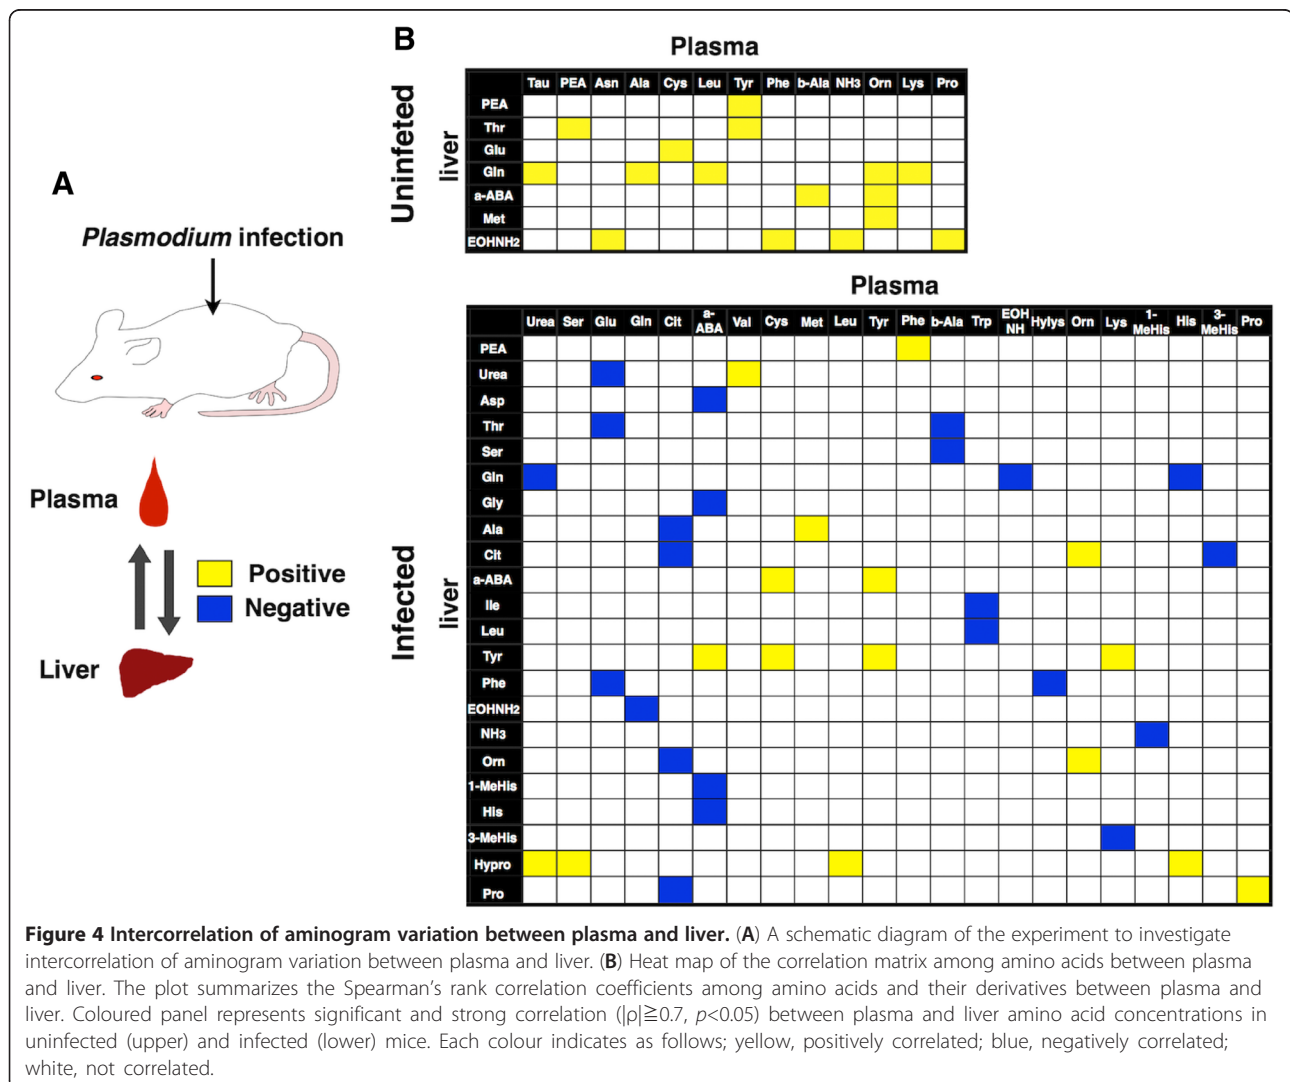 B
Plasma
Tau PEA Asn Ala Cys Leu Tyr Phe b-Ala NH3 Orn Lys Pro
Uninfeted
liver
PEA
Thr
Glu
Gln
a-ABA
Met
EOHNH2
A
Plasmodium infection
Plasma
Positive
Negative
Liver
Plasma
Urea Ser Glu Gln Cit a-ABA Val Cys Met Leu Tyr Phe b-Ala Trp EOH NH Hylys Orn Lys 1-MeHis His 3-MeHis Pro
Infected
liver
PEA
Urea
Asp
Thr
Ser
Gln
Gly
Ala
Cit
a-ABA
Ile
Leu
Tyr
Phe
EOHNH2
NH3
Orn
1-MeHis
His
3-MeHis
Hypro
Pro
Figure 4 Intercorrelation of aminogram variation between plasma and liver. (A) A schematic diagram of the experiment to investigate
intercorrelation of aminogram variation between plasma and liver. (B) Heat map of the correlation matrix among amino acids between plasma
and liver. The plot summarizes the Spearman's rank correlation coefficients among amino acids and their derivatives between plasma and
liver. Coloured panel represents significant and strong correlation (|ρ|≧0.7, p<0.05) between plasma and liver amino acid concentrations in
uninfected (upper) and infected (lower) mice. Each colour indicates as follows; yellow, positively correlated; blue, negatively correlated;
white, not correlated.